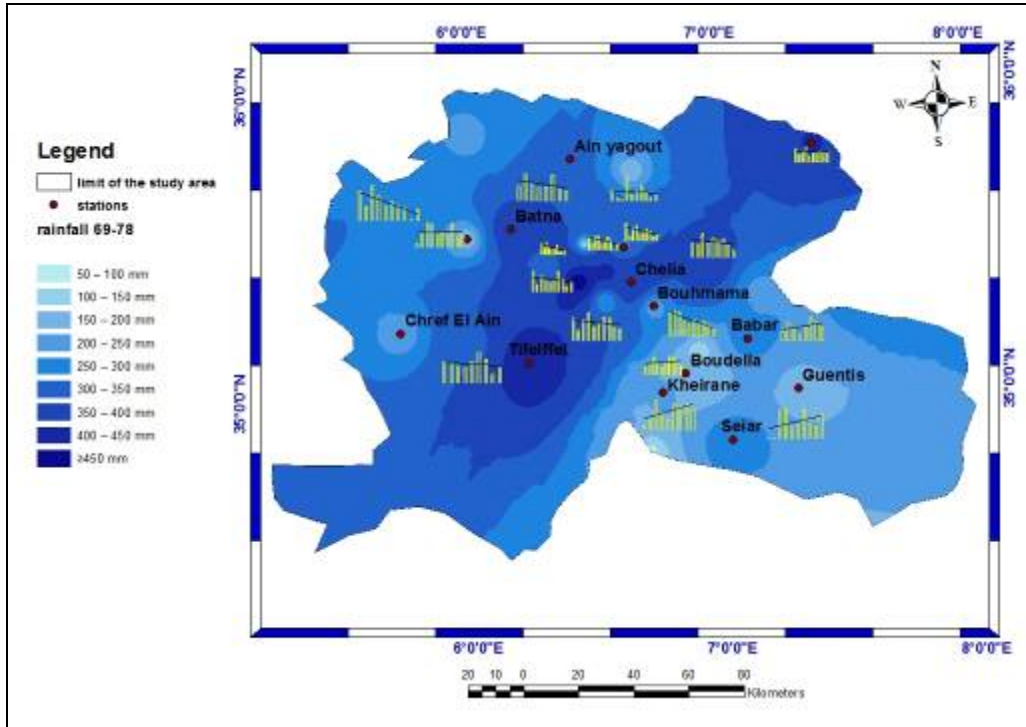 6°0'0"E 7°0'0"E 8°0'0"E
36°0'0"N
36°0'0"N
N
W E
S
Legend
limit of the study area
stations
rainfall 69-78
50 – 100 mm
100 – 150 mm
150 – 200 mm
200 – 250 mm
250 – 300 mm
300 – 350 mm
350 – 400 mm
400 – 450 mm
≥450 mm
Ain yagout
Batna
Chelia
Bouhmama
Chref El Ain
Babar
Tifelffel
Boudella
Kheirane
Guentis
Seiar
35°0'0"N
35°0'0"N
6°0'0"E 7°0'0"E 8°0'0"E
20 10 0 20 40 60 80
Kilometers